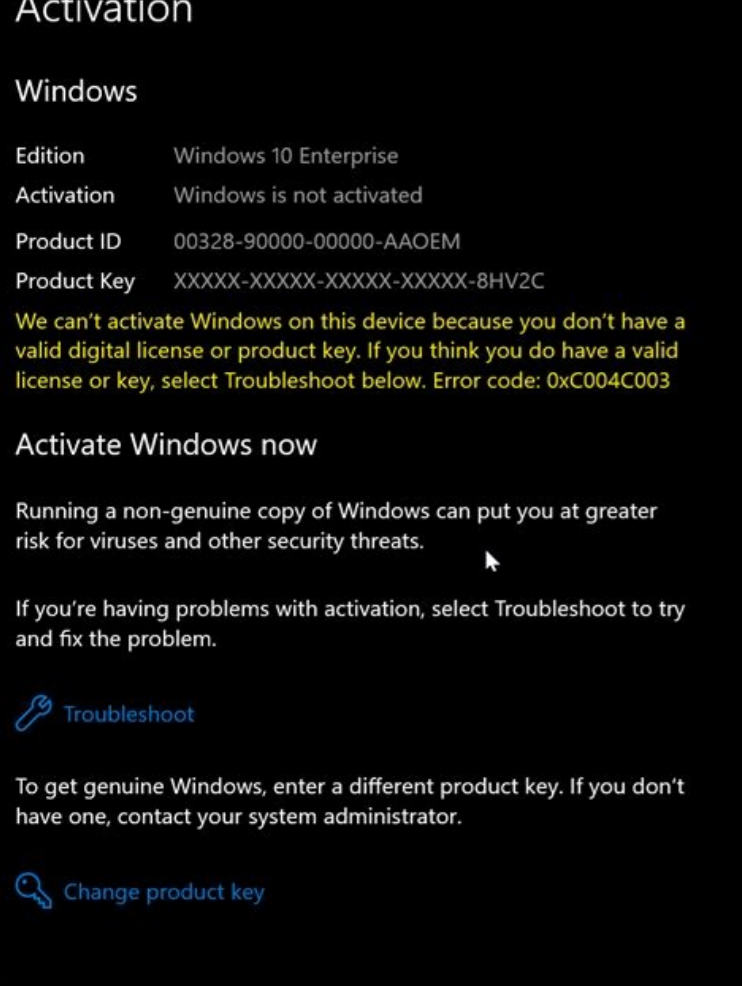 Activation
Windows
Edition Windows 10 Enterprise
Activation Windows is not activated
Product ID 00328-90000-00000-AAOEM
Product Key XXXXX-XXXXX-XXXXX-XXXXX-8HV2C
We can't activate Windows on this device because you don't have a
valid digital license or product key. If you think you do have a valid
license or key, select Troubleshoot below. Error code: 0xC004C003
Activate Windows now
Running a non-genuine copy of Windows can put you at greater
risk for viruses and other security threats.
If you're having problems with activation, select Troubleshoot to try
and fix the problem.
Troubleshoot
To get genuine Windows, enter a different product key. If you don't
have one, contact your system administrator.
Change product key